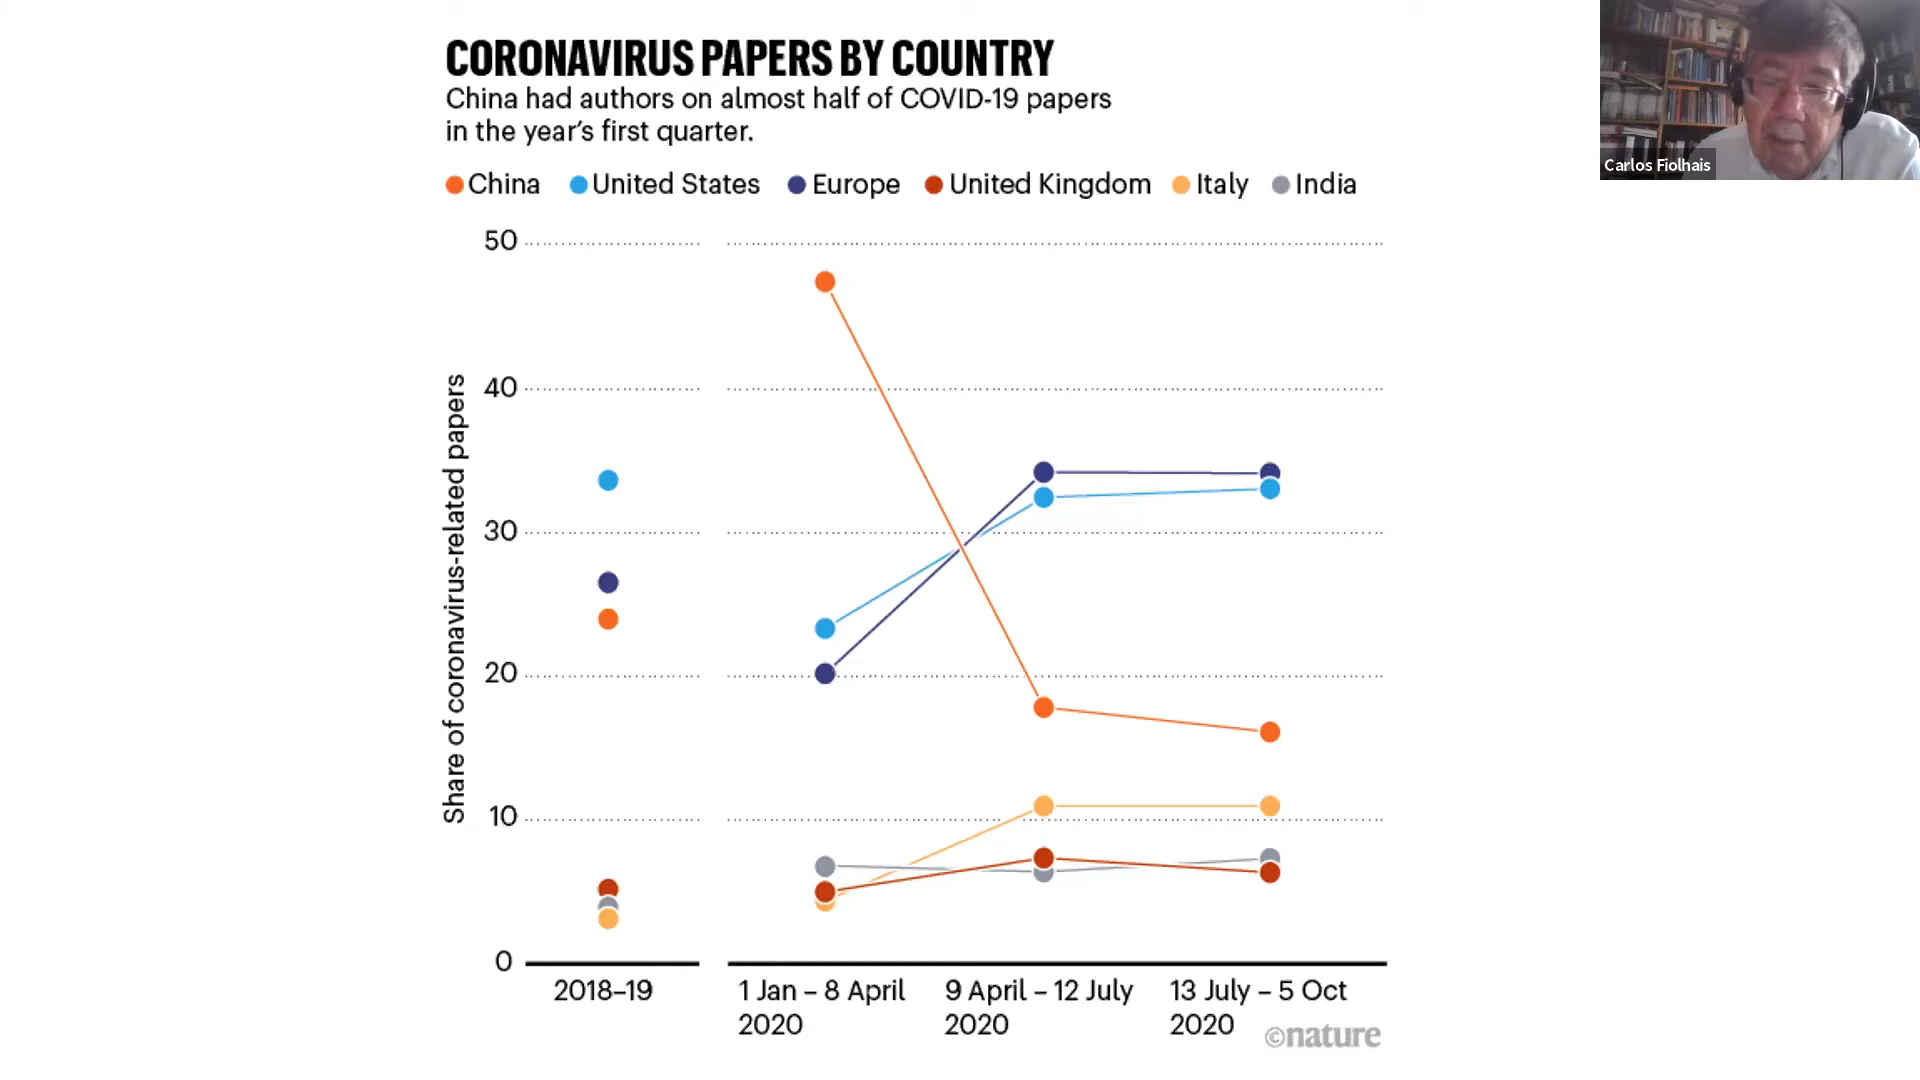 CORONAVIRUS PAPERS BY COUNTRY
China had authors on almost half of COVID-19 papers
in the year's first quarter.
China United States Europe United Kingdom Italy India
Share of coronavirus-related papers
50
40
30
20
10
0
2018–19
1 Jan – 8 April
2020
9 April – 12 July
2020
13 July – 5 Oct
2020
©nature
Carlos Fiolhais